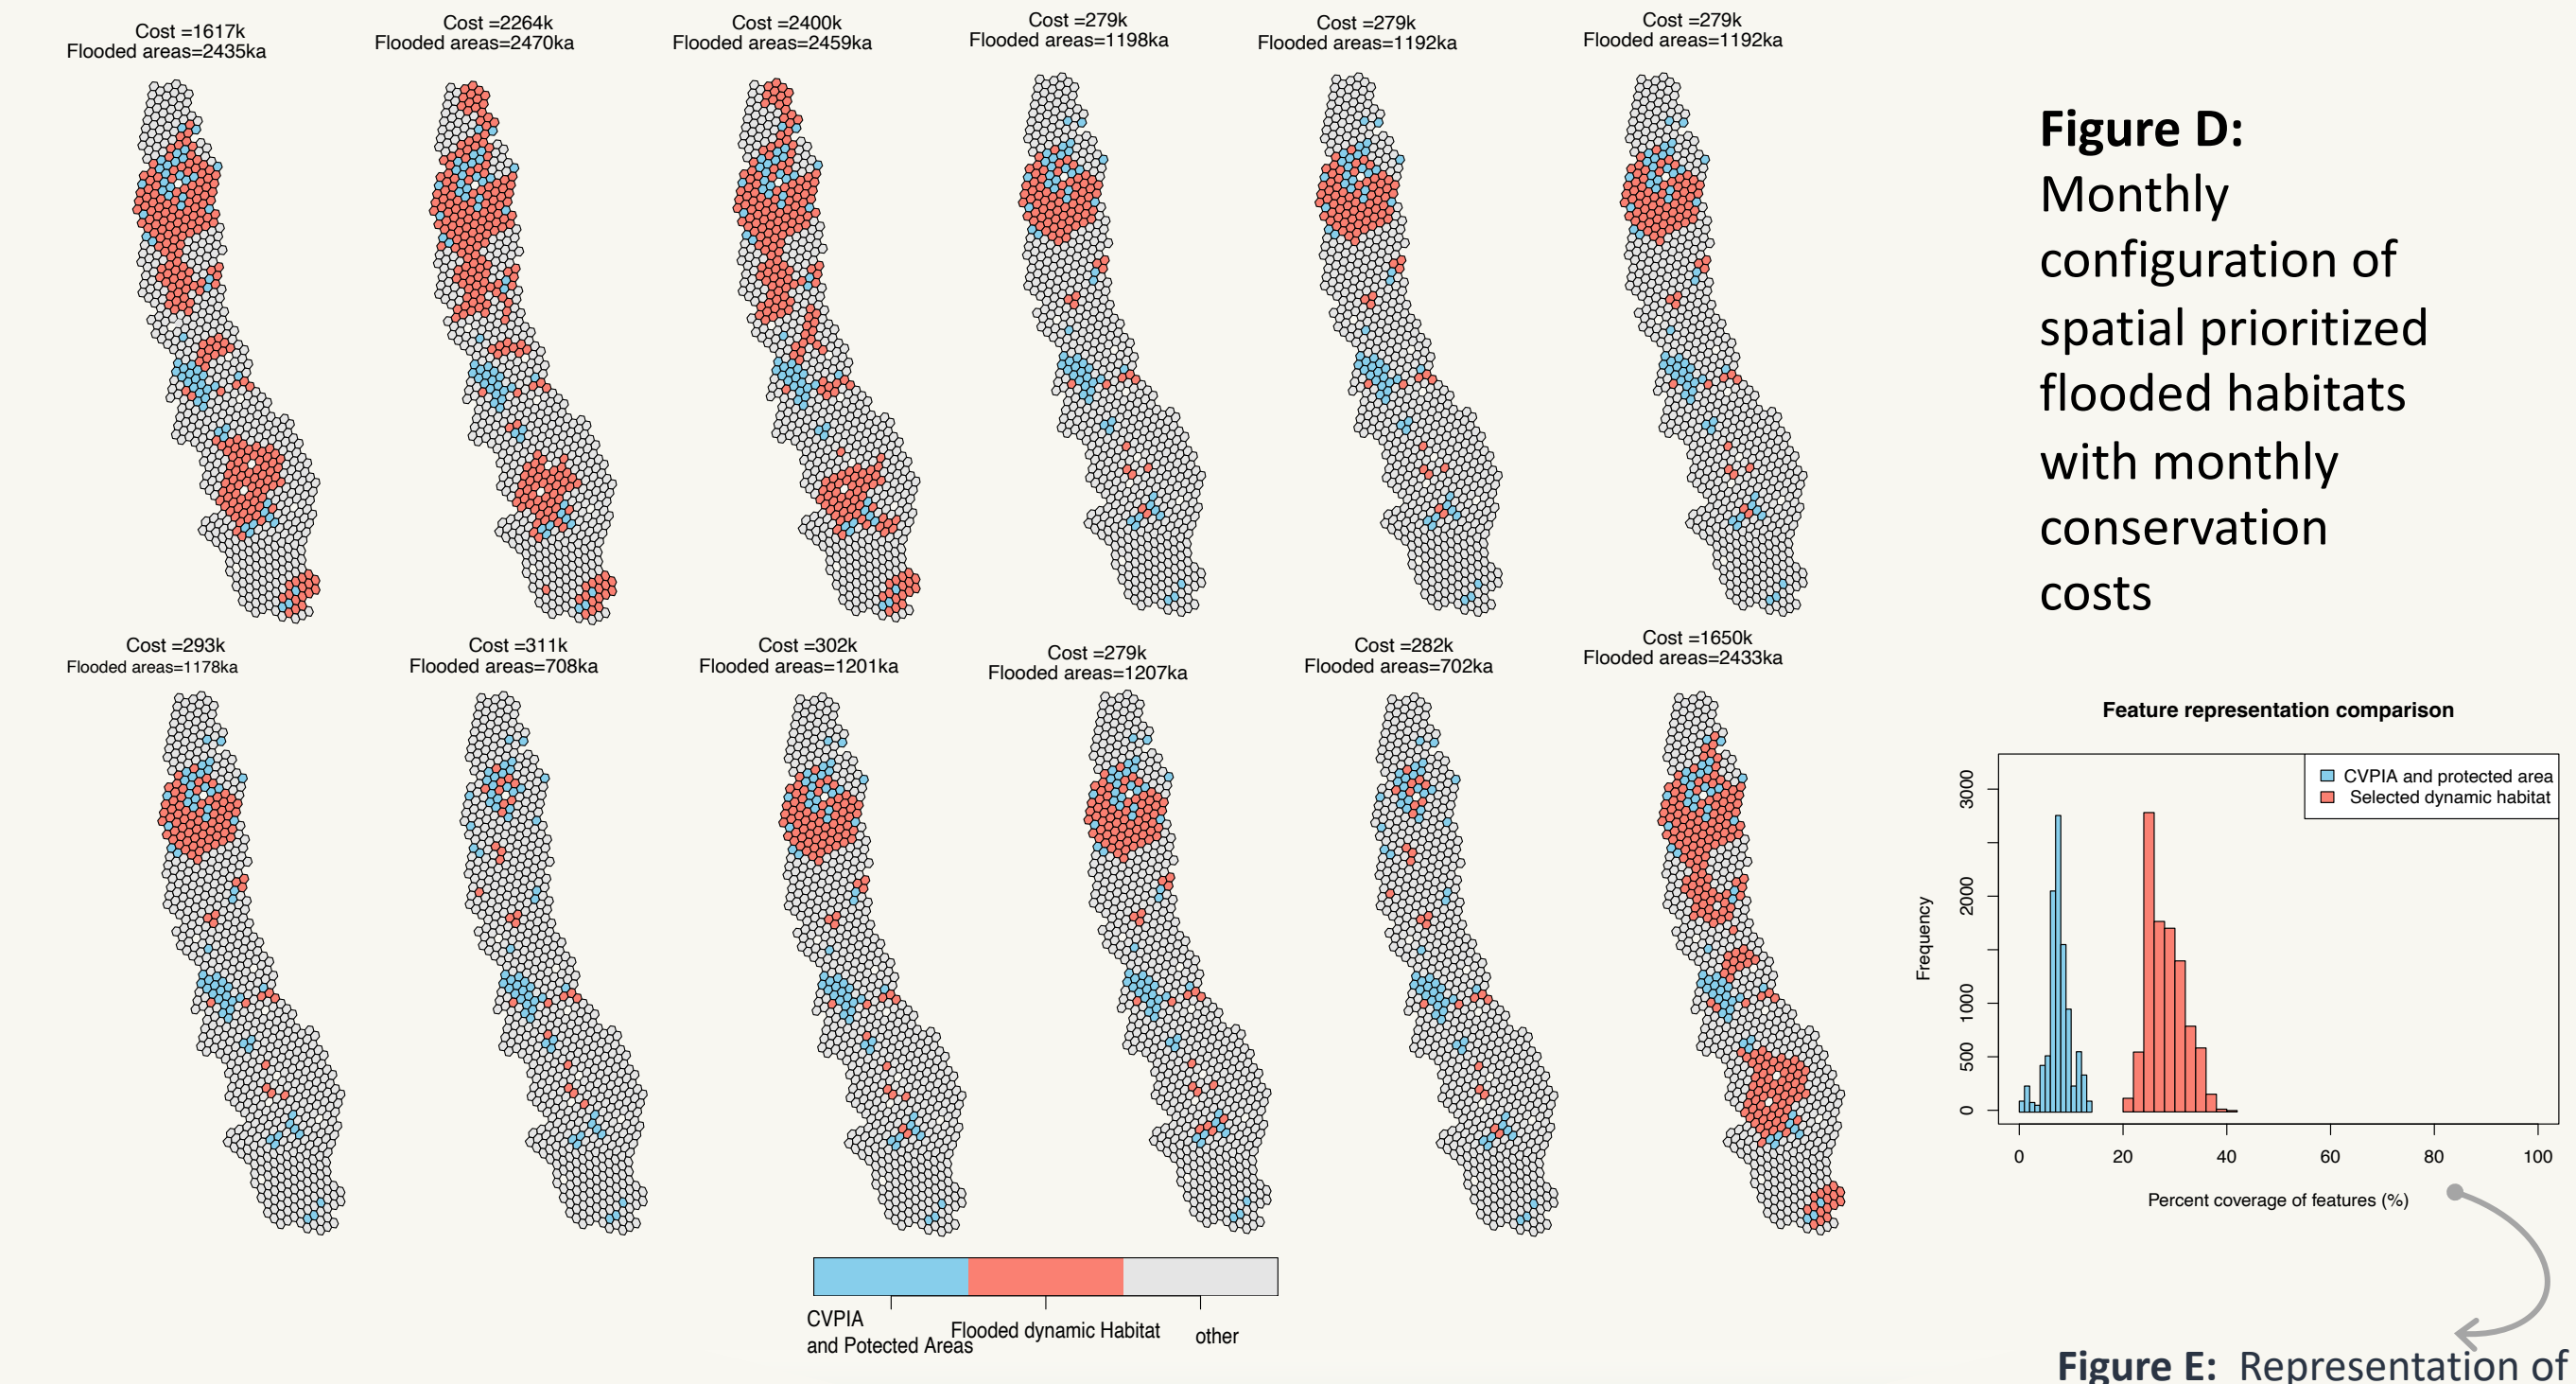 Cost =1617k
Flooded areas=2435ka
Cost =2264k
Flooded areas=2470ka
Cost =2400k
Flooded areas=2459ka
Cost =279k
Flooded areas=1198ka
Cost =279k
Flooded areas=1192ka
Cost =279k
Flooded areas=1192ka
Figure D:
Monthly
configuration of
spatial prioritized
flooded habitats
with monthly
conservation
costs
Cost =293k
Flooded areas=1178ka
Cost =311k
Flooded areas=708ka
Cost =302k
Flooded areas=1201ka
Cost =279k
Flooded areas=1207ka
Cost =282k
Flooded areas=702ka
Cost =1650k
Flooded areas=2433ka
CVPIA
and Potected Areas
Flooded dynamic Habitat
other
Feature representation comparison
CVPIA and protected area
Selected dynamic habitat
Frequency
3000
2000
1000
500
0
0 20 40 60 80 100
Percent coverage of features (%)
Figure E: Representation of